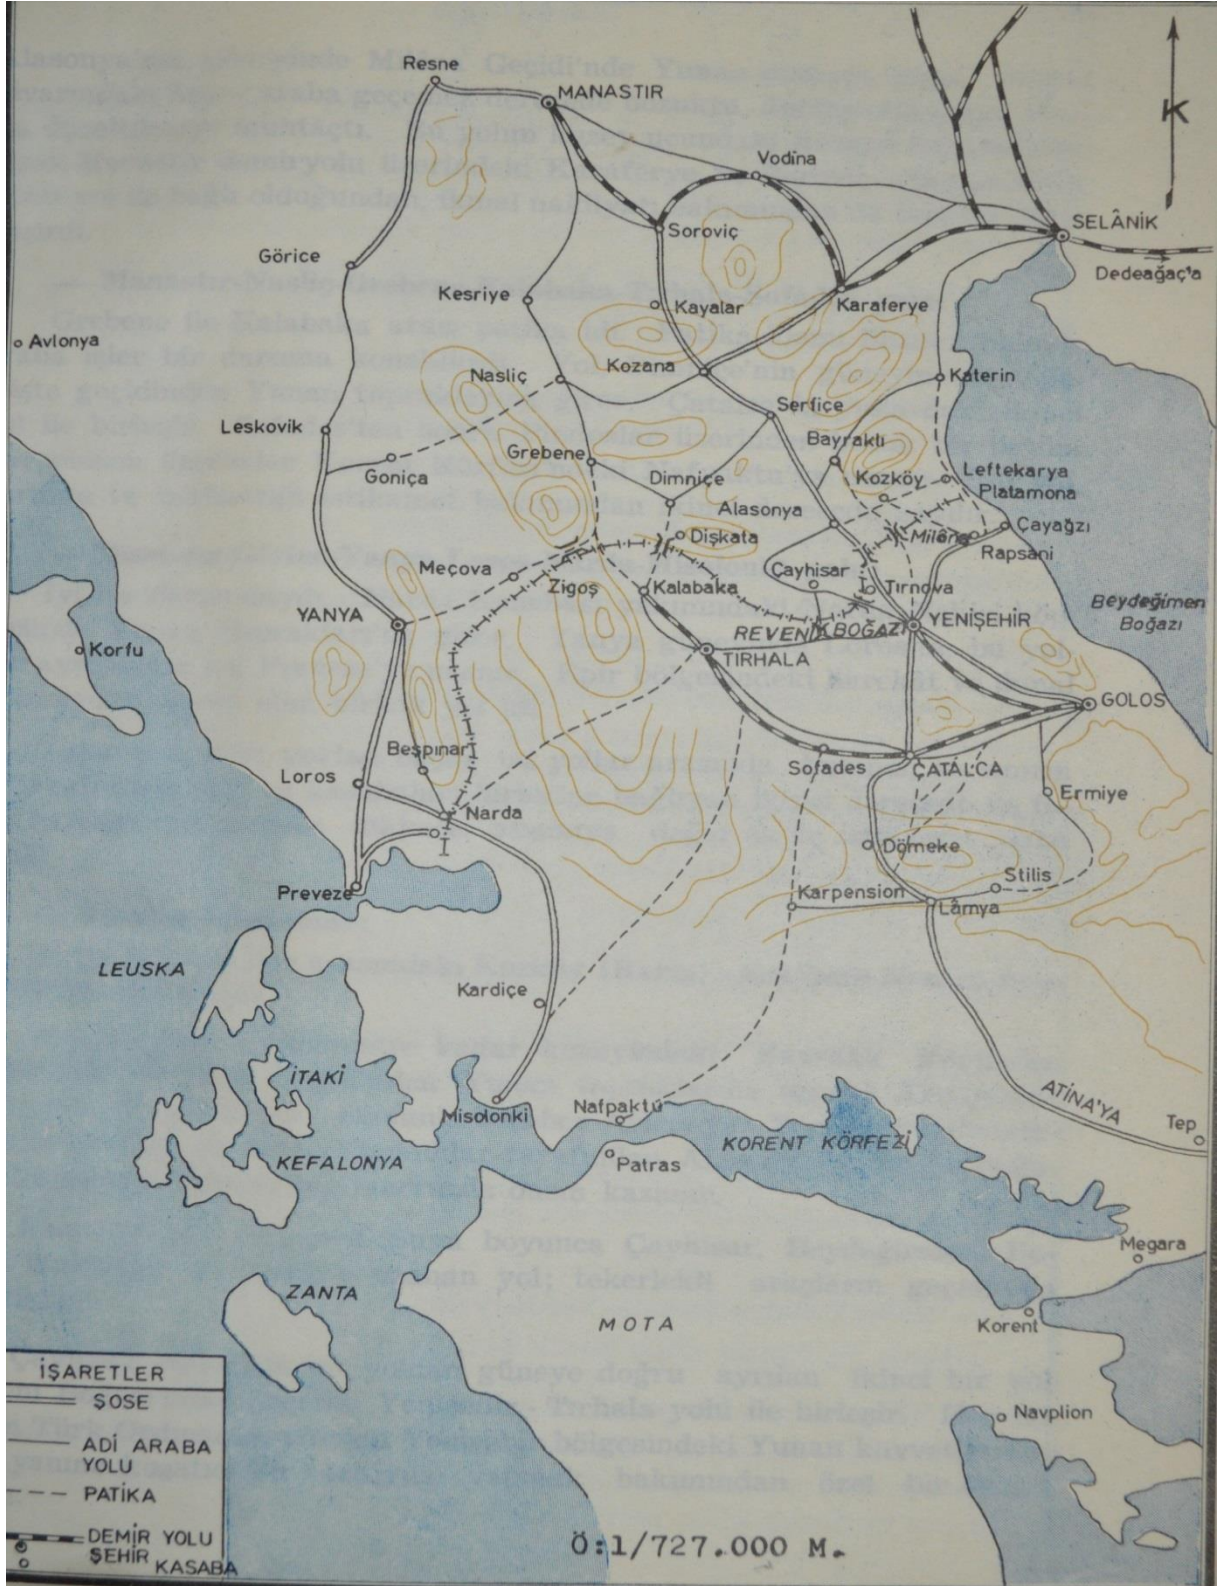 Resne
MANASTIR
K
Vodina
SELÂNİK
Soroviç
Görice
Dedeağaç'a
Kesriye
Kayalar
Karaferye
Avlonya
Kozana
Nasliç
Katerin
Serfiçe
Leskovik
Bayraklı
Grebene
Goniça
Dimniçe
Kozköy
Leftekarya
Platamona
Alasonya
Çayağzı
Dişkata
Milôna
Rapsani
Meçova
Zigoş
Kalabaka
Çayhisar
Tırnova
YANYA
YENİŞEHİR
Beydeğimen
Boğazı
REVENİK BOĞAZI
Korfu
TIRHALA
GOLOS
Beşpınar
Loros
Sofades
ÇATALCA
Narda
Ermiye
Dömeke
Stilis
Preveze
Karpension
Lâmya
LEUSKA
Kardiçe
İTAKİ
ATİNA'YA
Misolonki
Nafpaktu
Tep
KORENT KÖRFEZİ
KEFALONYA
Patras
Megara
ZANTA
MOTA
Korent
İŞARETLER
ŞOSE
Navplion
ADİ ARABA
YOLU
PATİKA
DEMİR YOLU
ŞEHİR
KASABA
Ö:1/727.000 M.